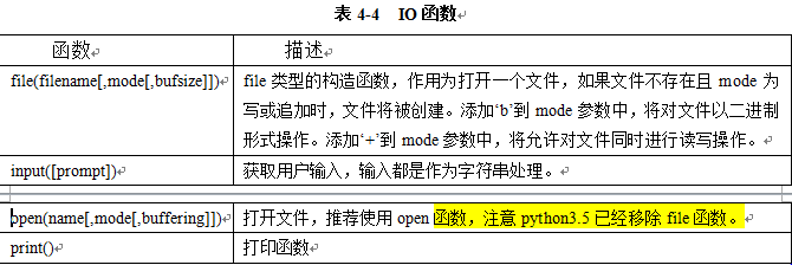 表 4-4 IO 函数
函数 描述
file(filename[,mode[,bufsize]]) file 类型的构造函数，作用为打开一个文件，如果文件不存在且 mode 为
写或追加时，文件将被创建。添加‘b’到 mode 参数中，将对文件以二进制
形式操作。添加‘+’到 mode 参数中，将允许对文件同时进行读写操作。
input([prompt]) 获取用户输入，输入都是作为字符串处理。
open(name[,mode[,buffering]]) 打开文件，推荐使用 open 函数，注意 python3.5 已经移除 file 函数。
print() 打印函数